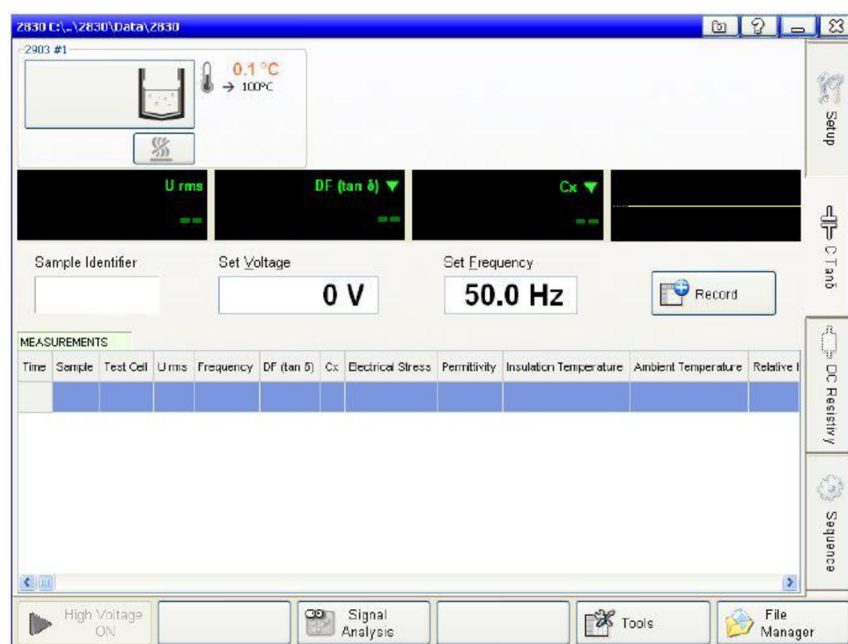 2830 C:\..\2830\Data\2830
2903 #1
0.1 °C
→ 100°C
U rms
DF (tan δ) ▼
Cx ▼
--
--
--
Sample Identifier
Set Voltage
Set Frequency
0 V
50.0 Hz
Record
MEASUREMENTS
Time Sample Test Cell U rms Frequency DF (tan δ) Cx Electrical Stress Permittivity Insulation Temperature Ambient Temperature Relative
Setup
C Tanδ
DC Resistivy
Sequence
High Voltage
ON
Signal
Analysis
Tools
File
Manager